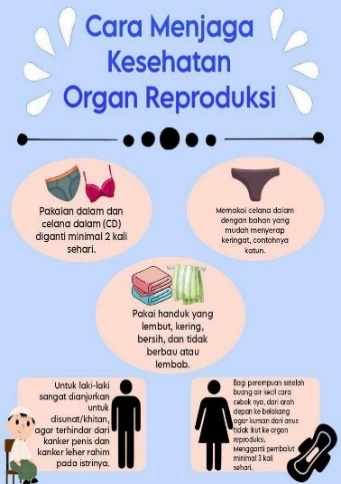 Cara Menjaga
Kesehatan
Organ Reproduksi
Pakaian dalam dan
celana dalam (CD)
diganti minimal 2 kali
sehari.
Memakai celana dalam
dengan bahan yang
mudah menyerap
keringat, contohnya
katun.
Pakai handuk yang
lembut, kering,
bersih, dan tidak
berbau atau
lembab.
Untuk laki-laki
sangat dianjurkan
untuk
disunat/khitan,
agar terhindar dari
kanker penis dan
kanker leher rahim
pada istrinya.
Bagi perempuan setelah
buang air kecil cara
cebok nya, dari arah
depan ke belakang
agar kuman dari anus
tidak ikut ke organ
reproduksi.
Mengganti pembalut
minimal 3 kali
sehari.